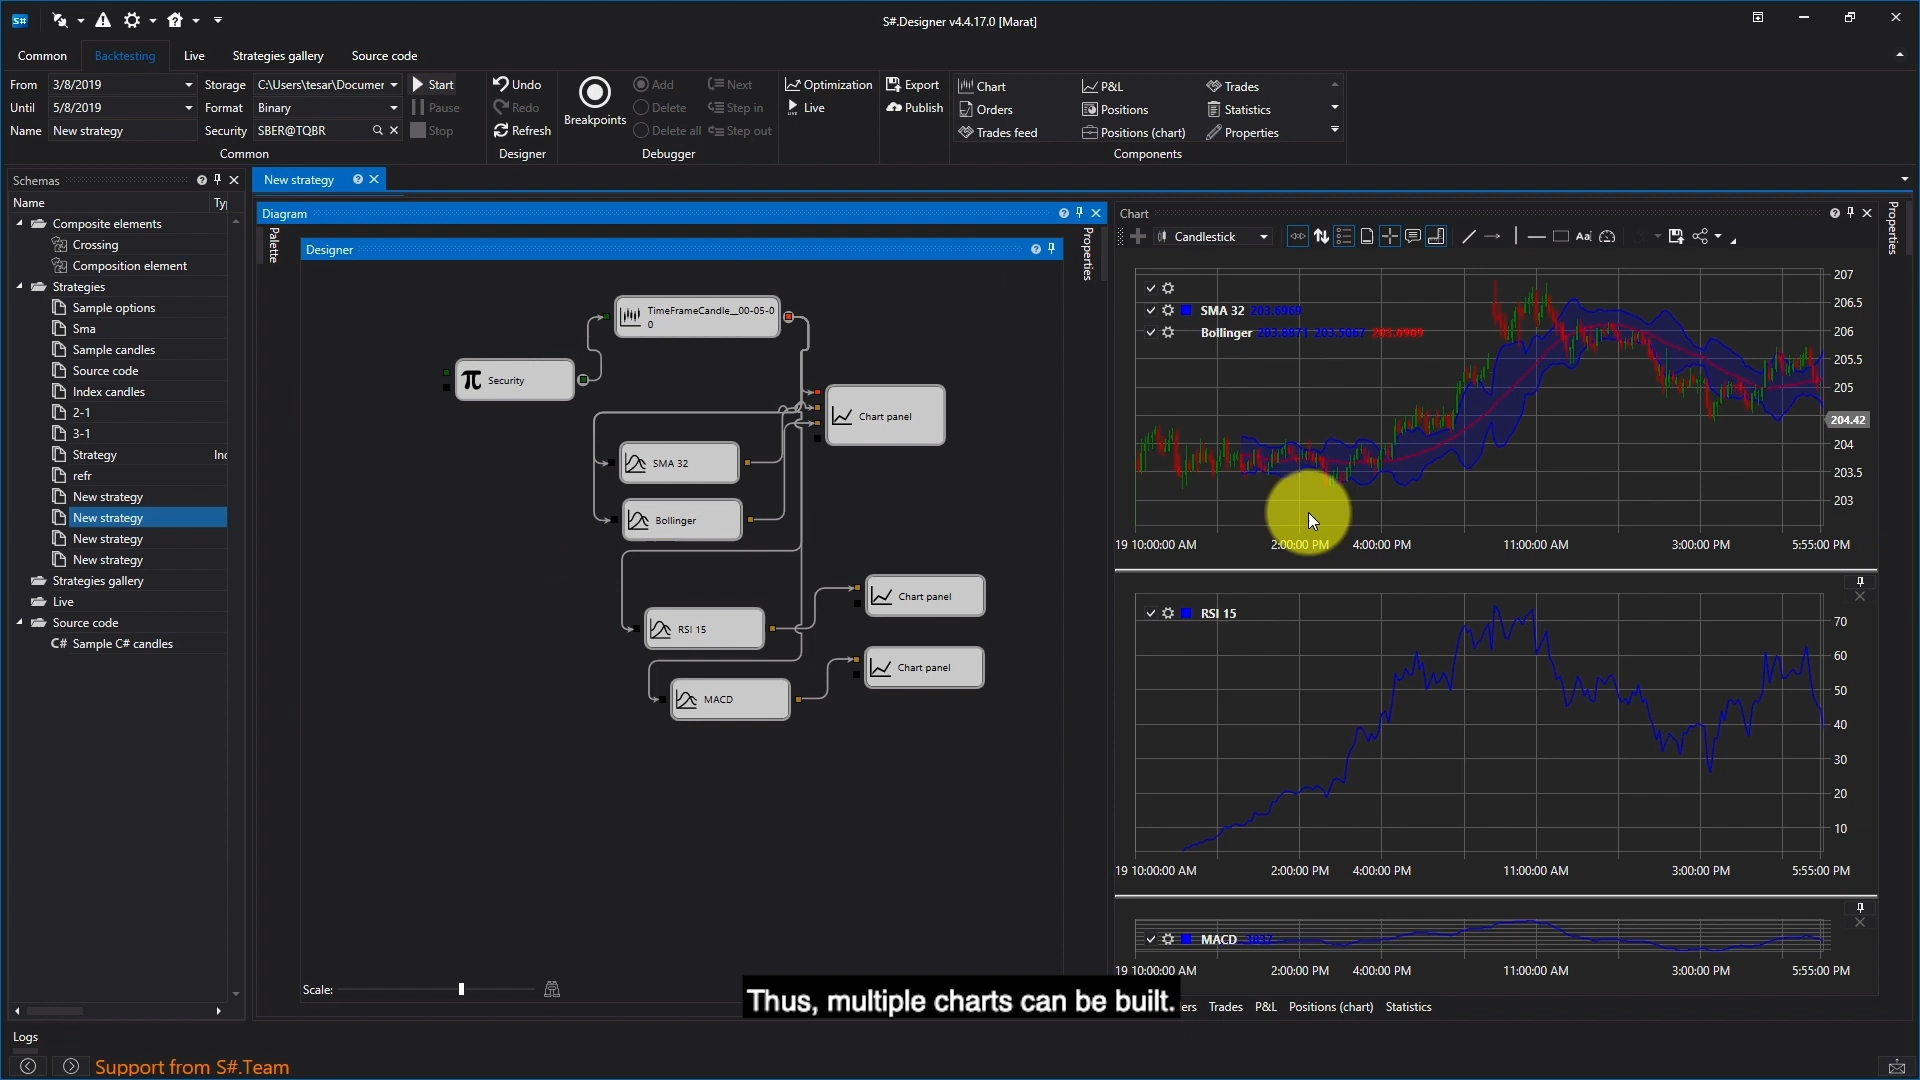 S#
S#.Designer v4.4.17.0 [Marat]
Common
Backtesting
Live
Strategies gallery
Source code
From
3/8/2019
Storage
C:\Users\tesar\Documer
Start
Until
5/8/2019
Format
Binary
Pause
Name
New strategy
Security
SBER@TQBR
Stop
Common
Undo
Redo
Refresh
Designer
Breakpoints
Add
Delete
Delete all
Next
Step in
Step out
Debugger
Optimization
Live
Export
Publish
Chart
P&L
Trades
Orders
Positions
Statistics
Trades feed
Positions (chart)
Properties
Components
Schemas
Name
Composite elements
Crossing
Composition element
Strategies
Sample options
Sma
Sample candles
Source code
Index candles
2-1
3-1
Strategy
refr
New strategy
New strategy
New strategy
New strategy
Strategies gallery
Live
Source code
C# Sample C# candles
New strategy
Diagram
Palette
Designer
Properties
TimeFrameCandle__00-05-0
0
Security
Chart panel
SMA 32
Bollinger
Chart panel
RSI 15
Chart panel
MACD
Scale:
Chart
Candlestick
Properties
SMA 32 203.6969
Bollinger 203.8871 203.5067 203.6969
207
206.5
206
205.5
205
204.42
204
203.5
203
19 10:00:00 AM
2:00:00 PM
4:00:00 PM
11:00:00 AM
3:00:00 PM
5:55:00 PM
RSI 15
70
60
50
40
30
20
10
19 10:00:00 AM
2:00:00 PM
4:00:00 PM
11:00:00 AM
3:00:00 PM
5:55:00 PM
MACD
19 10:00:00 AM
2:00:00 PM
4:00:00 PM
11:00:00 AM
3:00:00 PM
5:55:00 PM
Thus, multiple charts can be built.
ers
Trades
P&L
Positions (chart)
Statistics
Logs
Support from S#.Team